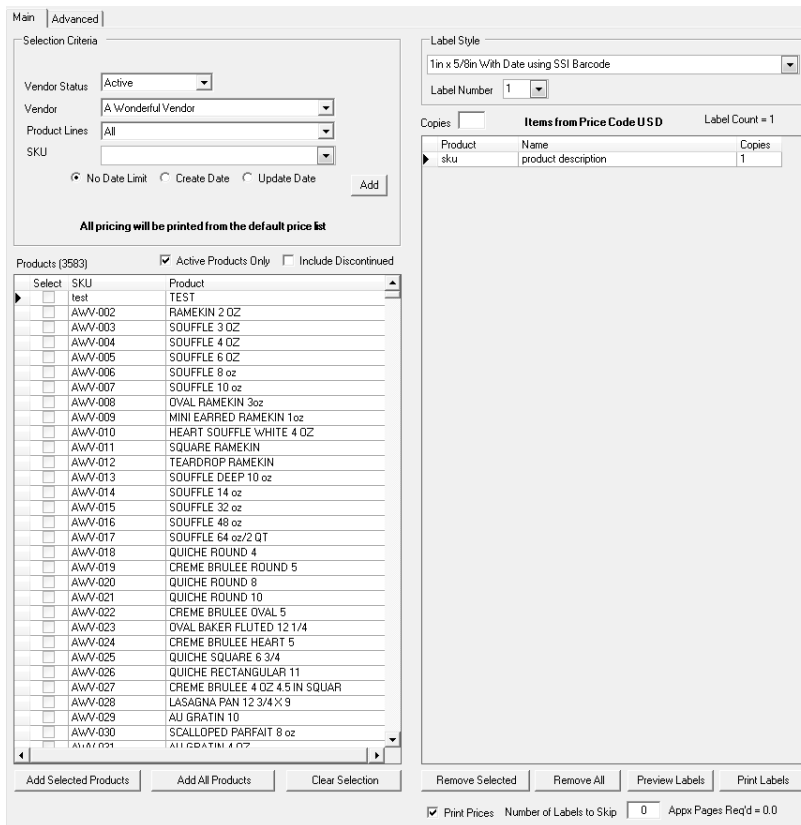 Main Advanced
Selection Criteria
Vendor Status Active
Vendor A Wonderful Vendor
Product Lines All
SKU
No Date Limit Create Date Update Date Add
All pricing will be printed from the default price list
Products (3583) Active Products Only Include Discontinued
Select SKU Product
test TEST
AWV-002 RAMEKIN 2 OZ
AWV-003 SOUFFLE 3 OZ
AWV-004 SOUFFLE 4 OZ
AWV-005 SOUFFLE 6 OZ
AWV-006 SOUFFLE 8 oz
AWV-007 SOUFFLE 10 oz
AWV-008 OVAL RAMEKIN 3oz
AWV-009 MINI EARRED RAMEKIN 1oz
AWV-010 HEART SOUFFLE WHITE 4 OZ
AWV-011 SQUARE RAMEKIN
AWV-012 TEARDROP RAMEKIN
AWV-013 SOUFFLE DEEP 10 oz
AWV-014 SOUFFLE 14 oz
AWV-015 SOUFFLE 32 oz
AWV-016 SOUFFLE 48 oz
AWV-017 SOUFFLE 64 oz/2 QT
AWV-018 QUICHE ROUND 4
AWV-019 CREME BRULEE ROUND 5
AWV-020 QUICHE ROUND 8
AWV-021 QUICHE ROUND 10
AWV-022 CREME BRULEE OVAL 5
AWV-023 OVAL BAKER FLUTED 12 1/4
AWV-024 CREME BRULEE HEART 5
AWV-025 QUICHE SQUARE 6 3/4
AWV-026 QUICHE RECTANGULAR 11
AWV-027 CREME BRULEE 4 OZ 4.5 IN SQUAR
AWV-028 LASAGNA PAN 12 3/4 X 9
AWV-029 AU GRATIN 10
AWV-030 SCALLOPED PARFAIT 8 oz
AWV-031 AU GRATIN 4 OZ
Add Selected Products Add All Products Clear Selection
Label Style
1in x 5/8in With Date using SSI Barcode
Label Number 1
Copies Items from Price Code U S D Label Count = 1
Product Name Copies
sku product description 1
Remove Selected Remove All Preview Labels Print Labels
Print Prices Number of Labels to Skip 0 Appx Pages Req'd = 0.0